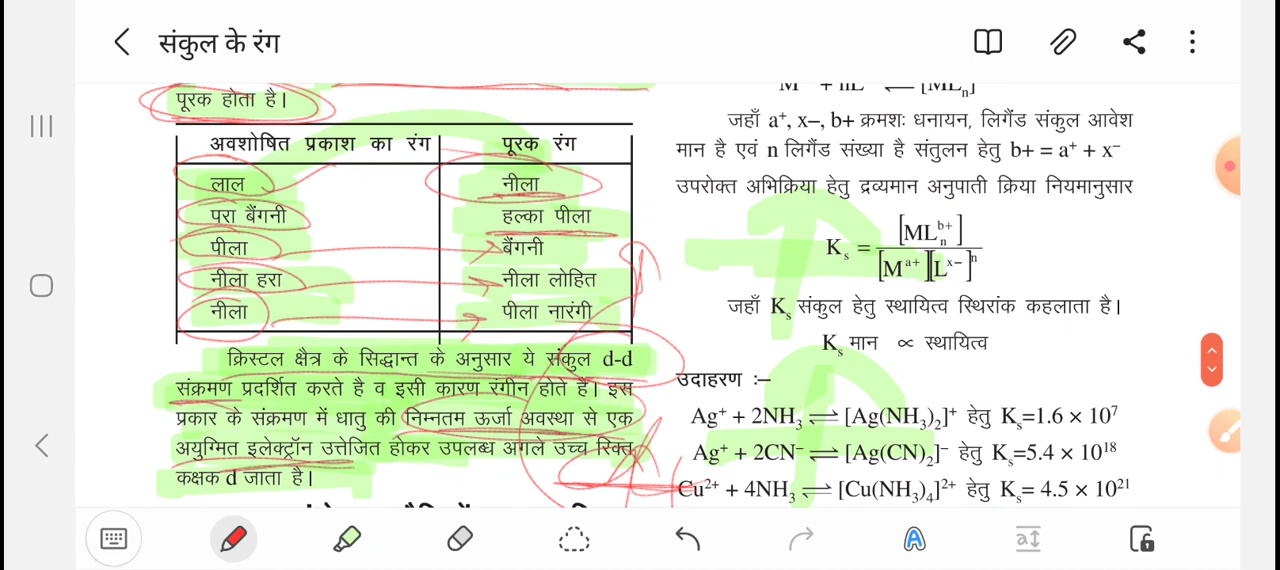 संकुल के रंग
पूरक होता है।
अवशोषित प्रकाश का रंग पूरक रंग
लाल नीला
परा बैंगनी हल्का पीला
पीला बैंगनी
नीला हरा नीला लोहित
नीला पीला नारंगी
क्रिस्टल क्षैत्र के सिद्धान्त के अनुसार ये संकुल d-d
संक्रमण प्रदर्शित करते है व इसी कारण रंगीन होते है। इस
प्रकार के संक्रमण में धातु की निम्नतम ऊर्जा अवस्था से एक
अयुग्मित इलेक्ट्रॉन उत्तेजित होकर उपलब्ध अगले उच्च रिक्त
कक्षक d जाता है।
जहाँ a⁺, x–, b+ क्रमशः धनायन, लिगैंड संकुल आवेश
मान है एवं n लिगैंड संख्या है संतुलन हेतु b+ = a⁺ + x⁻
उपरोक्त अभिक्रिया हेतु द्रव्यमान अनुपाती क्रिया नियमानुसार
Kₛ = [MLₙᵇ⁺] / [Mᵃ⁺][Lˣ⁻]ⁿ
जहाँ Kₛ संकुल हेतु स्थायित्व स्थिरांक कहलाता है।
Kₛ मान ∝ स्थायित्व
उदाहरण :–
Ag⁺ + 2NH₃ ⇌ [Ag(NH₃)₂]⁺ हेतु Kₛ=1.6 × 10⁷
Ag⁺ + 2CN⁻ ⇌ [Ag(CN)₂]⁻ हेतु Kₛ=5.4 × 10¹⁸
Cu²⁺ + 4NH₃ ⇌ [Cu(NH₃)₄]²⁺ हेतु Kₛ= 4.5 × 10²¹